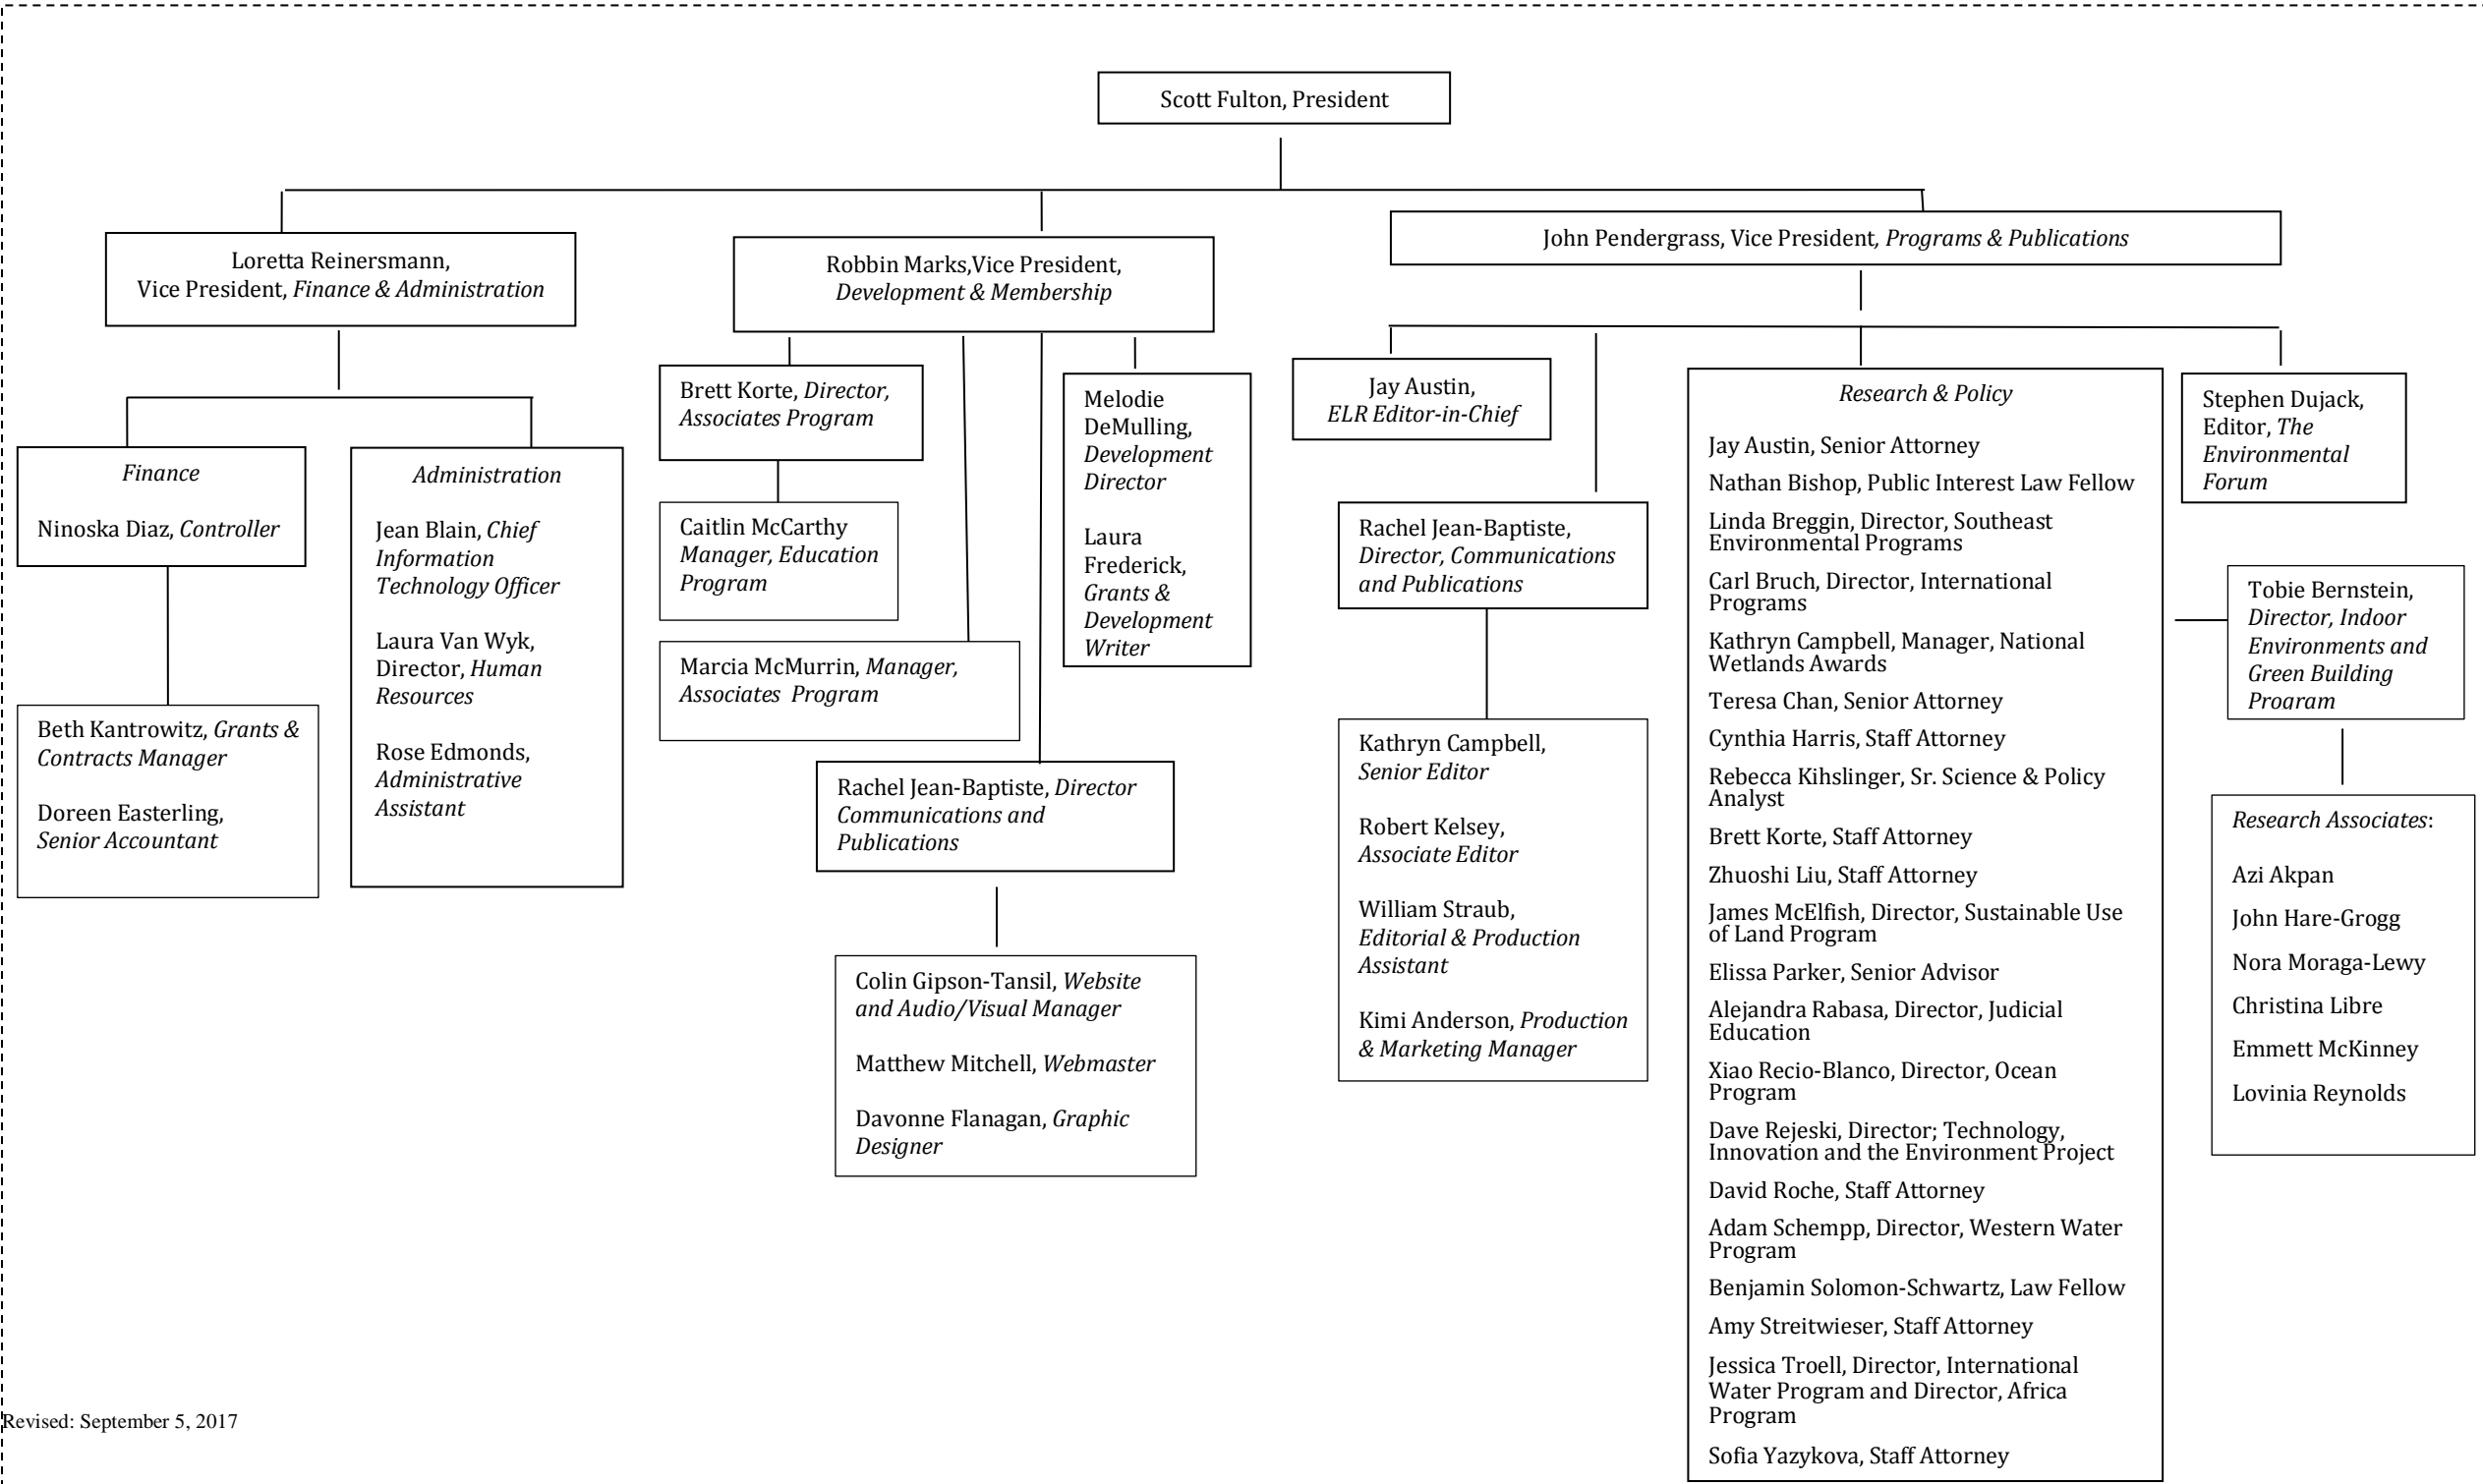 Scott Fulton, President
Loretta Reinersmann,
Vice President, Finance & Administration
Robbin Marks,Vice President,
Development & Membership
John Pendergrass, Vice President, Programs & Publications
Finance
Ninoska Diaz, Controller
Beth Kantrowitz, Grants &
Contracts Manager
Doreen Easterling,
Senior Accountant
Administration
Jean Blain, Chief
Information
Technology Officer
Laura Van Wyk,
Director, Human
Resources
Rose Edmonds,
Administrative
Assistant
Brett Korte, Director,
Associates Program
Caitlin McCarthy
Manager, Education
Program
Marcia McMurrin, Manager,
Associates Program
Melodie
DeMulling,
Development
Director
Laura
Frederick,
Grants &
Development
Writer
Rachel Jean-Baptiste, Director
Communications and
Publications
Colin Gipson-Tansil, Website
and Audio/Visual Manager
Matthew Mitchell, Webmaster
Davonne Flanagan, Graphic
Designer
Jay Austin,
ELR Editor-in-Chief
Rachel Jean-Baptiste,
Director, Communications
and Publications
Kathryn Campbell,
Senior Editor
Robert Kelsey,
Associate Editor
William Straub,
Editorial & Production
Assistant
Kimi Anderson, Production
& Marketing Manager
Research & Policy
Jay Austin, Senior Attorney
Nathan Bishop, Public Interest Law Fellow
Linda Breggin, Director, Southeast
Environmental Programs
Carl Bruch, Director, International
Programs
Kathryn Campbell, Manager, National
Wetlands Awards
Teresa Chan, Senior Attorney
Cynthia Harris, Staff Attorney
Rebecca Kihslinger, Sr. Science & Policy
Analyst
Brett Korte, Staff Attorney
Zhuoshi Liu, Staff Attorney
James McElfish, Director, Sustainable Use
of Land Program
Elissa Parker, Senior Advisor
Alejandra Rabasa, Director, Judicial
Education
Xiao Recio-Blanco, Director, Ocean
Program
Dave Rejeski, Director; Technology,
Innovation and the Environment Project
David Roche, Staff Attorney
Adam Schempp, Director, Western Water
Program
Benjamin Solomon-Schwartz, Law Fellow
Amy Streitwieser, Staff Attorney
Jessica Troell, Director, International
Water Program and Director, Africa
Program
Sofia Yazykova, Staff Attorney
Stephen Dujack,
Editor, The
Environmental
Forum
Tobie Bernstein,
Director, Indoor
Environments and
Green Building
Program
Research Associates:
Azi Akpan
John Hare-Grogg
Nora Moraga-Lewy
Christina Libre
Emmett McKinney
Lovinia Reynolds
Revised: September 5, 2017